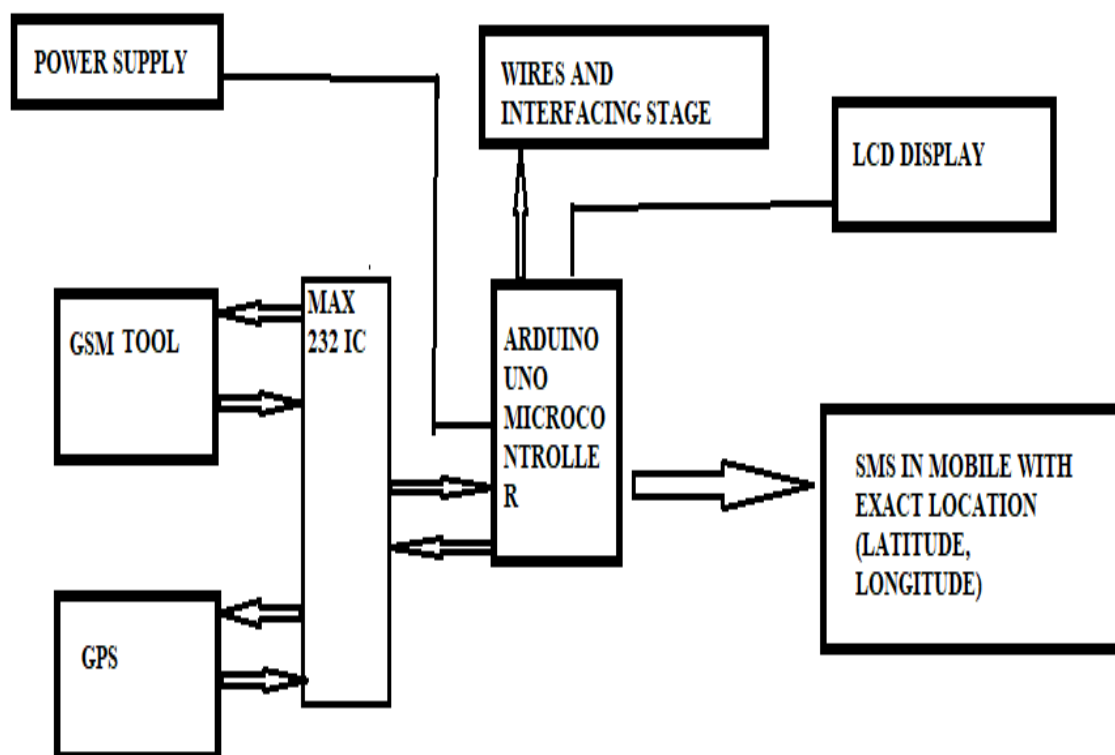 POWER SUPPLY
WIRES AND
INTERFACING STAGE
LCD DISPLAY
MAX
232 IC
GSM TOOL
ARDUINO
UNO
MICROCO
NTROLLE
R
SMS IN MOBILE WITH
EXACT LOCATION
(LATITUDE,
LONGITUDE)
GPS